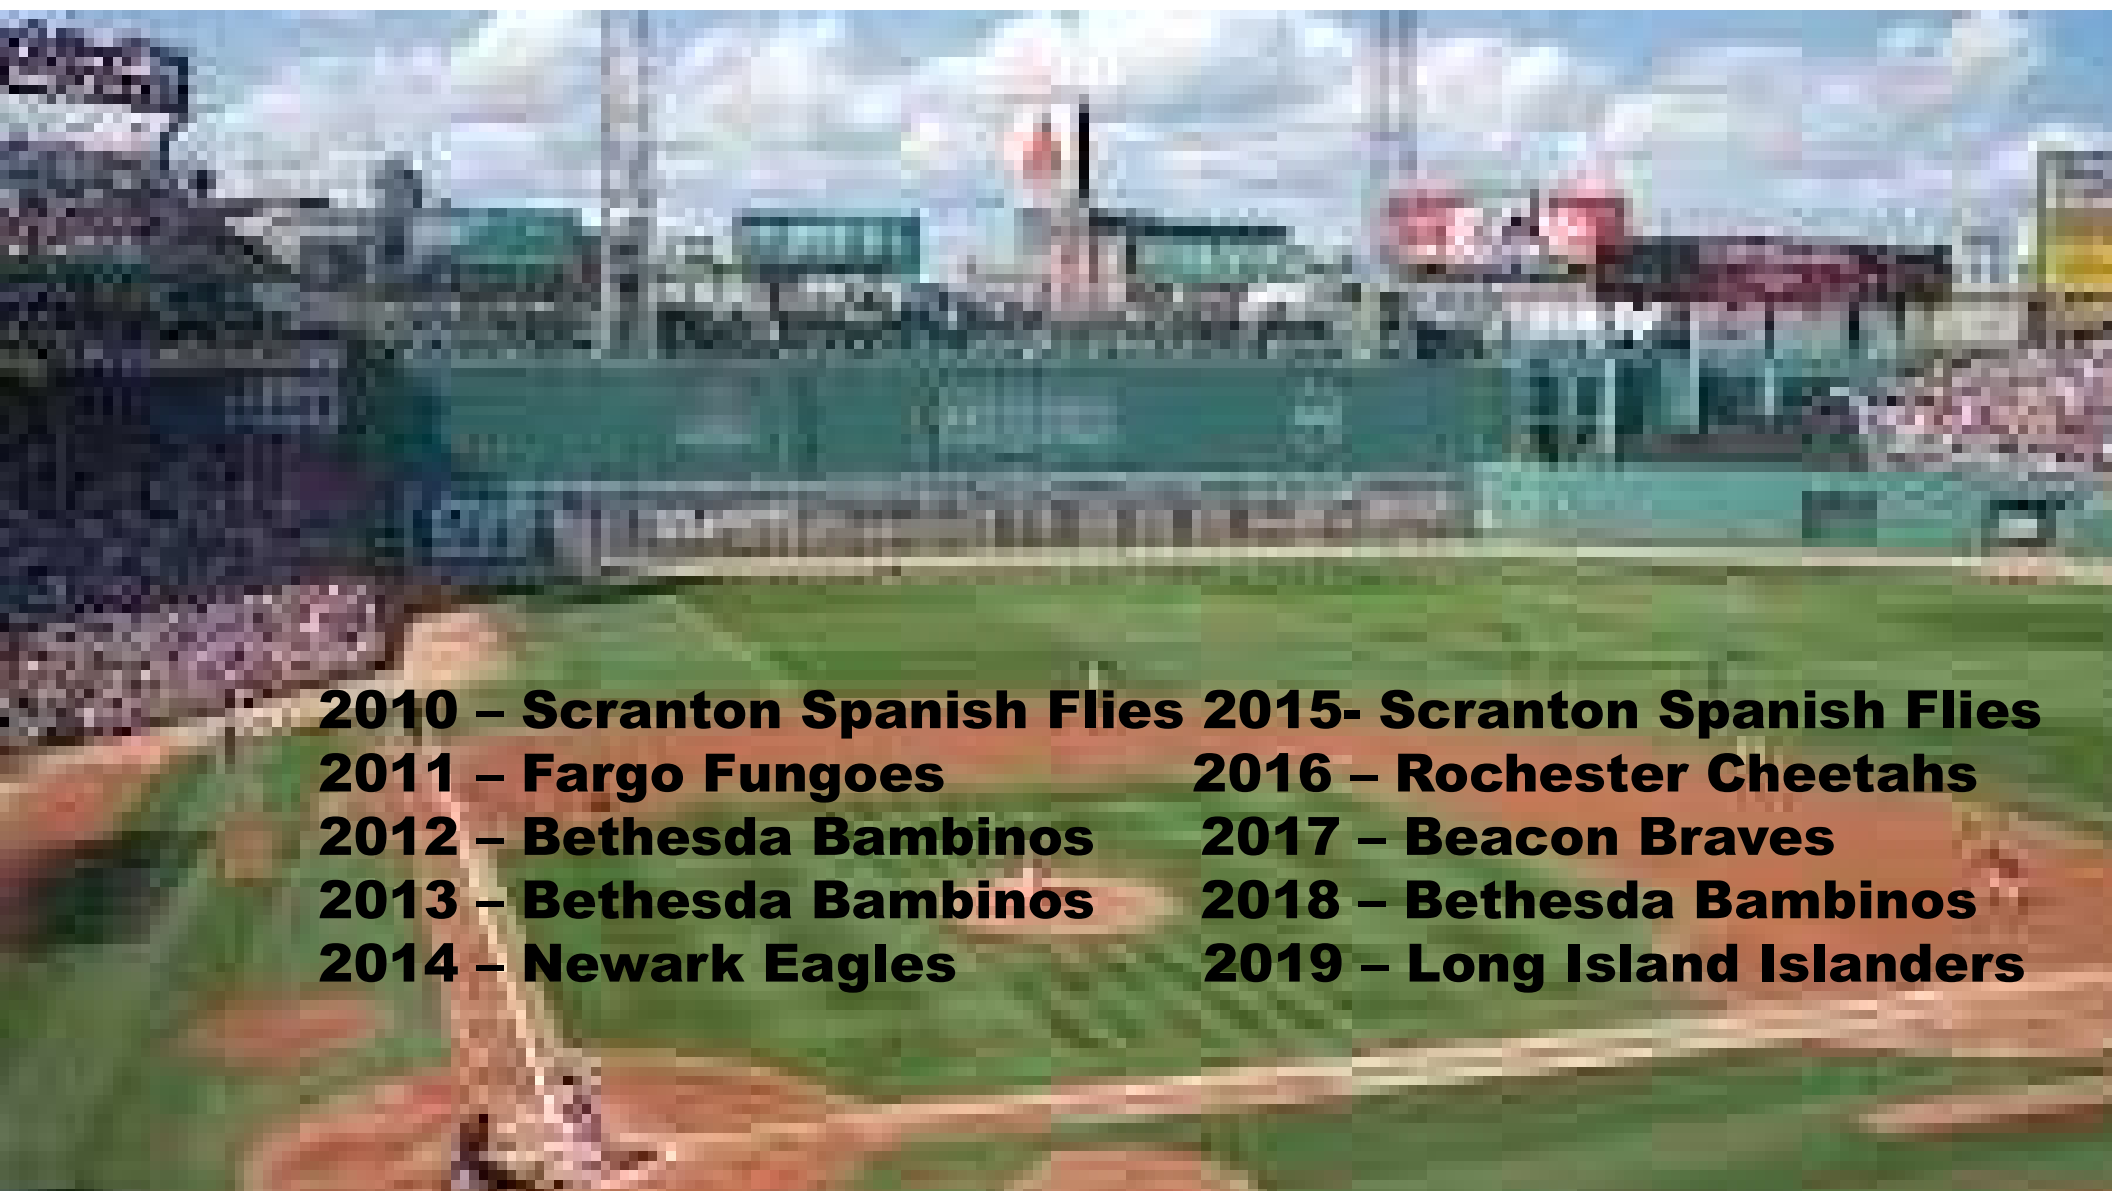 2010 – Scranton Spanish Flies 2015- Scranton Spanish Flies
2011 – Fargo Fungoes 2016 – Rochester Cheetahs
2012 – Bethesda Bambinos 2017 – Beacon Braves
2013 – Bethesda Bambinos 2018 – Bethesda Bambinos
2014 – Newark Eagles 2019 – Long Island Islanders